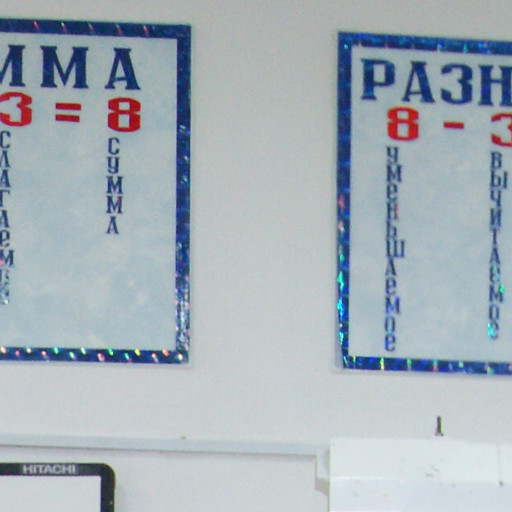 ММА
3 = 8
слагаемое
сумма
РАЗН
8 - 3
уменьшаемое
вычитаемое
HITACHI